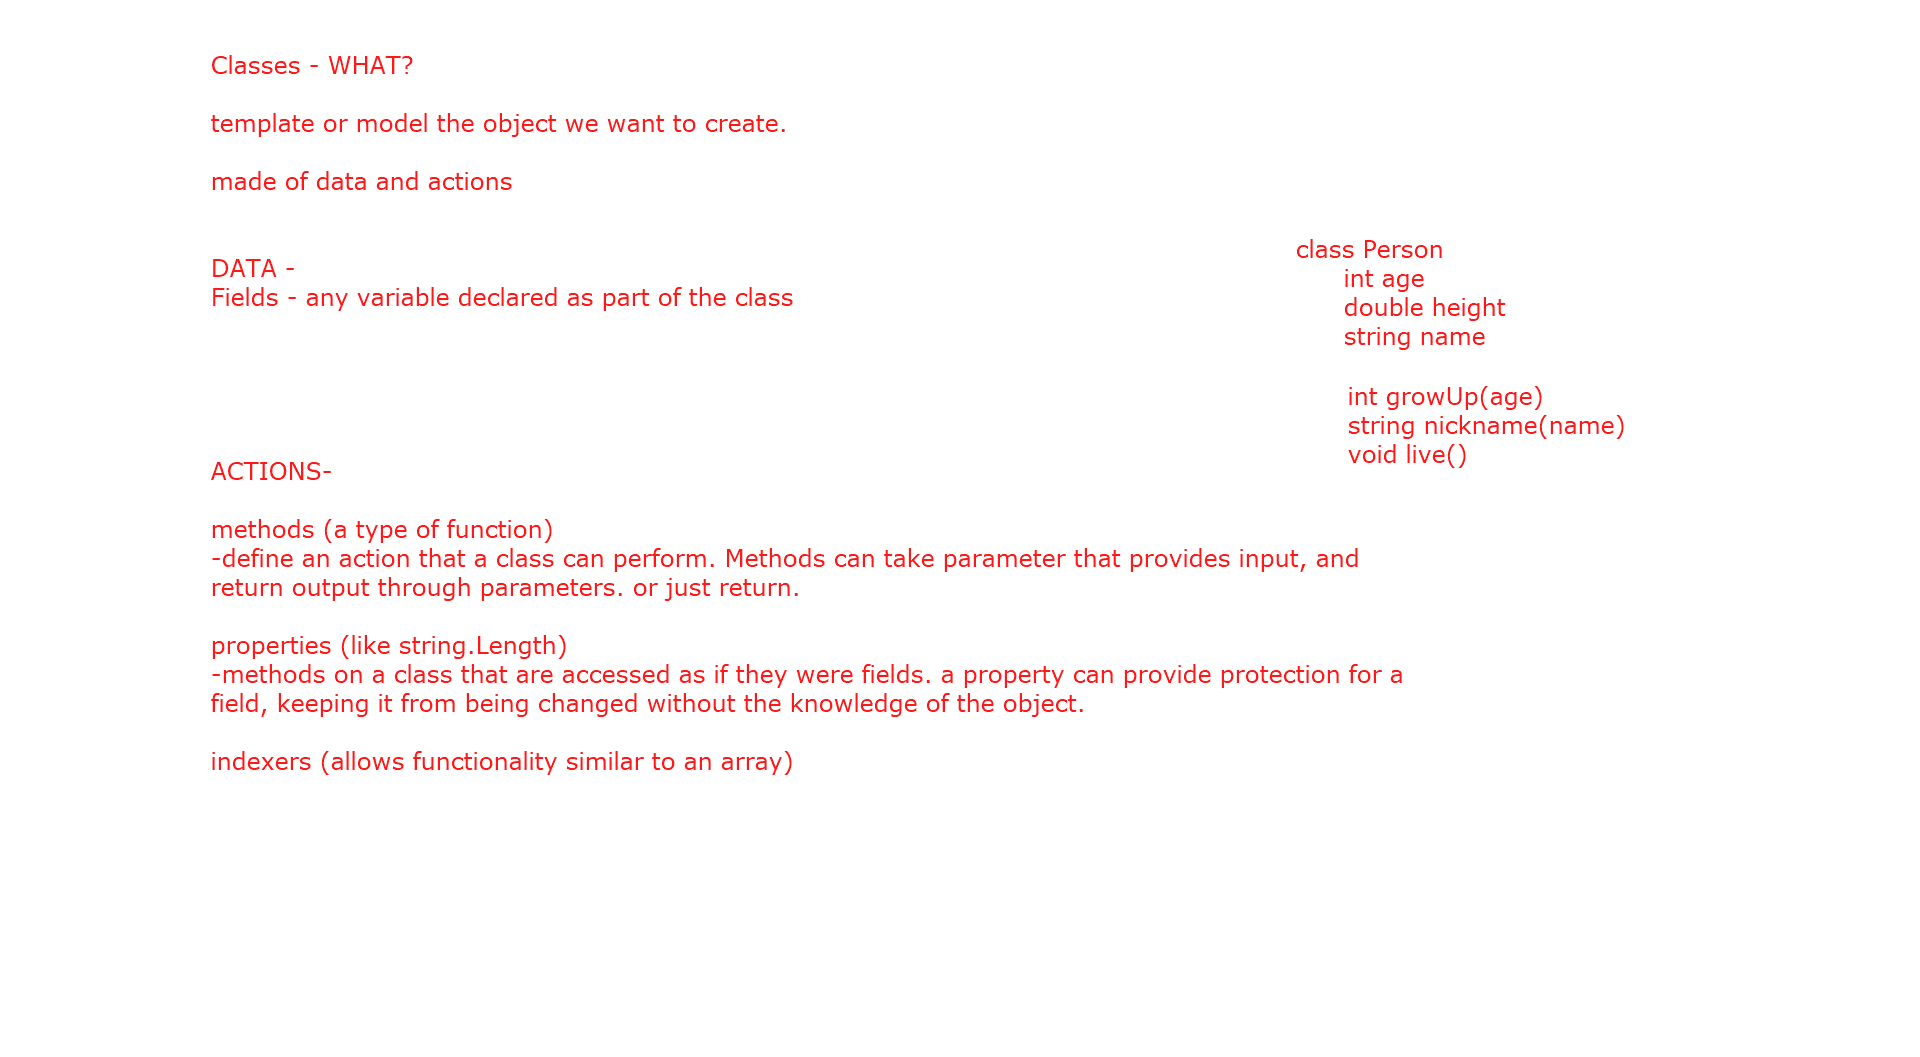 Classes - WHAT?
template or model the object we want to create.
made of data and actions
DATA -
Fields - any variable declared as part of the class
class Person
int age
double height
string name
int growUp(age)
string nickname(name)
void live()
ACTIONS-
methods (a type of function)
-define an action that a class can perform. Methods can take parameter that provides input, and
return output through parameters. or just return.
properties (like string.Length)
-methods on a class that are accessed as if they were fields. a property can provide protection for a
field, keeping it from being changed without the knowledge of the object.
indexers (allows functionality similar to an array)